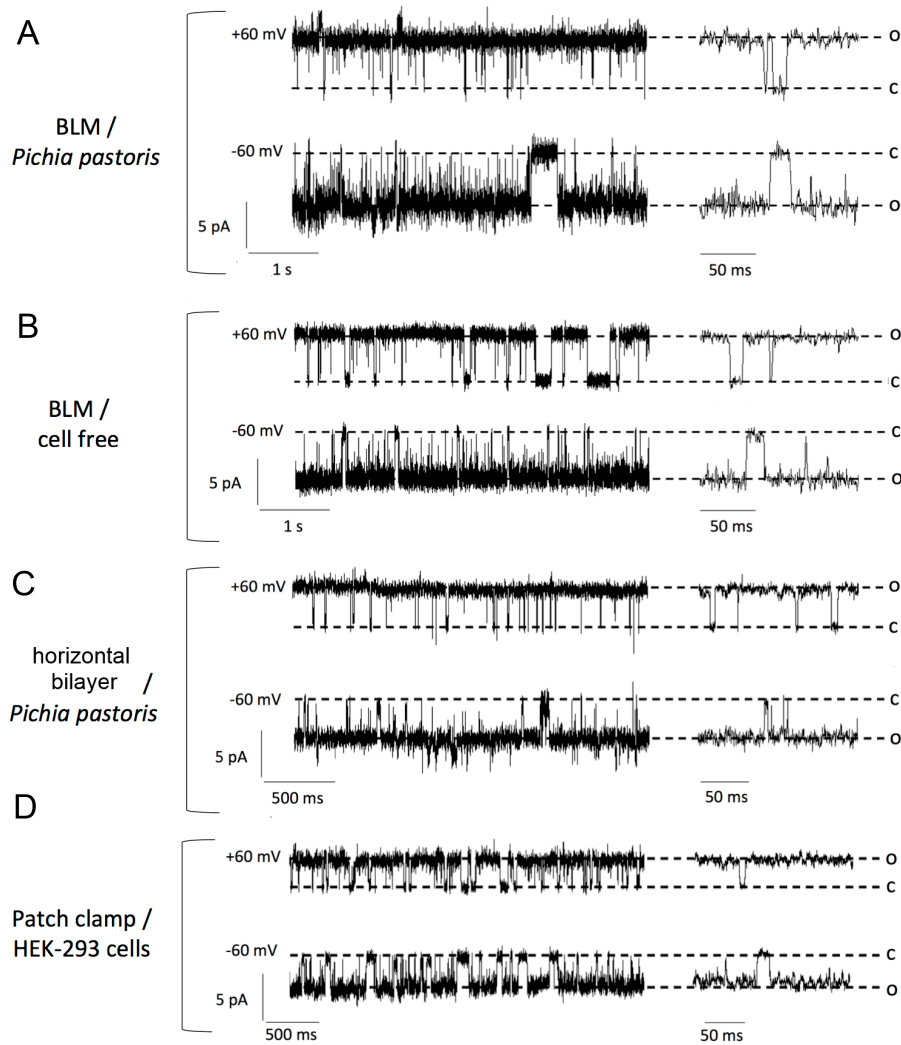 A
+60 mV
O
C
BLM /
Pichia pastoris
-60 mV
C
O
5 pA
1 s
50 ms
B
+60 mV
O
C
BLM /
cell free
-60 mV
C
O
5 pA
1 s
50 ms
C
+60 mV
O
C
horizontal
bilayer /
Pichia pastoris
-60 mV
C
O
5 pA
500 ms
50 ms
D
+60 mV
O
C
Patch clamp /
HEK-293 cells
-60 mV
C
O
5 pA
500 ms
50 ms